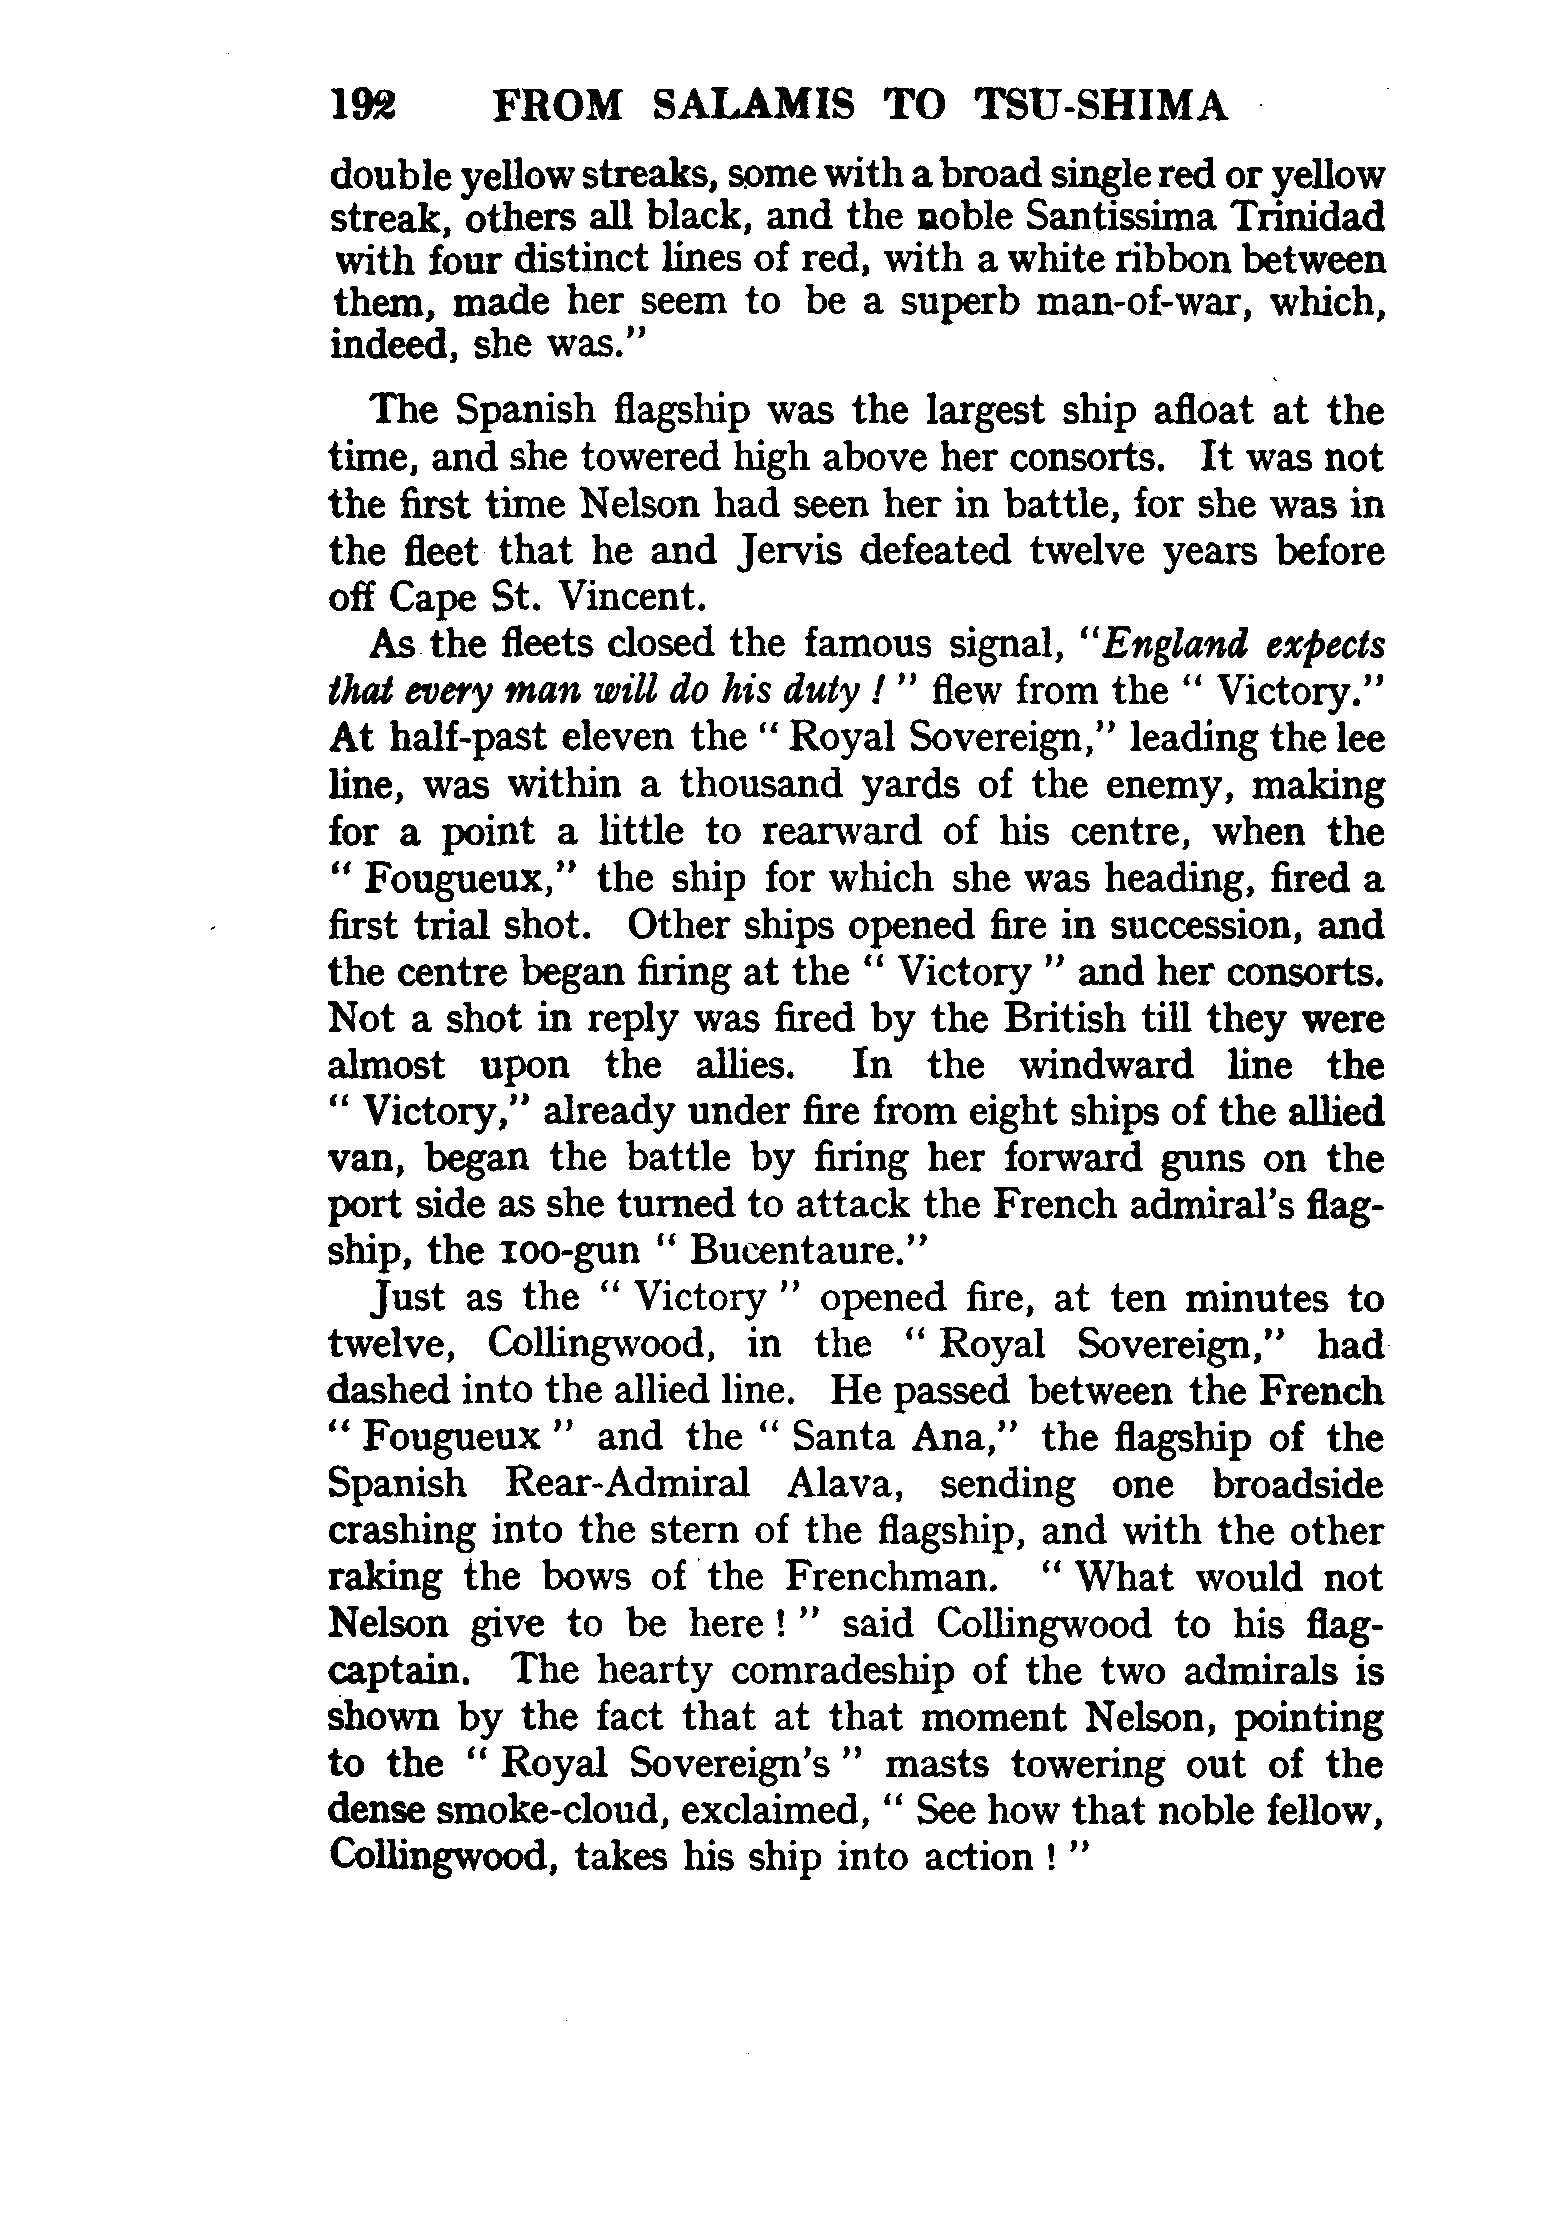 192 FROM SALAMIS TO TSU-SHIMA
double yellow streaks, some with a broad single red or yellow
streak, others all black, and the noble Santissima Trinidad
with four distinct lines of red, with a white ribbon between
them, made her seem to be a superb man-of-war, which,
indeed, she was."
The Spanish flagship was the largest ship afloat at the
time, and she towered high above her consorts. It was not
the first time Nelson had seen her in battle, for she was in
the fleet that he and Jervis defeated twelve years before
off Cape St. Vincent.
As the fleets closed the famous signal, "England expects
that every man will do his duty ! " flew from the " Victory."
At half-past eleven the " Royal Sovereign," leading the lee
line, was within a thousand yards of the enemy, making
for a point a little to rearward of his centre, when the
" Fougueux," the ship for which she was heading, fired a
first trial shot. Other ships opened fire in succession, and
the centre began firing at the " Victory " and her consorts.
Not a shot in reply was fired by the British till they were
almost upon the allies. In the windward line the
" Victory," already under fire from eight ships of the allied
van, began the battle by firing her forward guns on the
port side as she turned to attack the French admiral's flag-
ship, the 100-gun " Bucentaure."
Just as the " Victory " opened fire, at ten minutes to
twelve, Collingwood, in the " Royal Sovereign," had
dashed into the allied line. He passed between the French
" Fougueux " and the " Santa Ana," the flagship of the
Spanish Rear-Admiral Alava, sending one broadside
crashing into the stern of the flagship, and with the other
raking the bows of the Frenchman. " What would not
Nelson give to be here ! " said Collingwood to his flag-
captain. The hearty comradeship of the two admirals is
shown by the fact that at that moment Nelson, pointing
to the " Royal Sovereign's " masts towering out of the
dense smoke-cloud, exclaimed, " See how that noble fellow,
Collingwood, takes his ship into action ! "